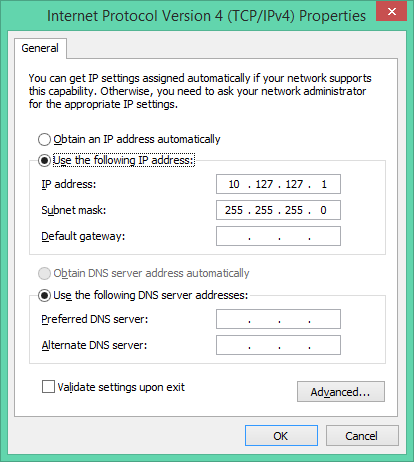 Internet Protocol Version 4 (TCP/IPv4) Properties
General
You can get IP settings assigned automatically if your network supports
this capability. Otherwise, you need to ask your network administrator
for the appropriate IP settings.
Obtain an IP address automatically
Use the following IP address:
IP address: 10 . 127 . 127 . 1
Subnet mask: 255 . 255 . 255 . 0
Default gateway: . . .
Obtain DNS server address automatically
Use the following DNS server addresses:
Preferred DNS server: . . .
Alternate DNS server: . . .
Validate settings upon exit
Advanced...
OK Cancel